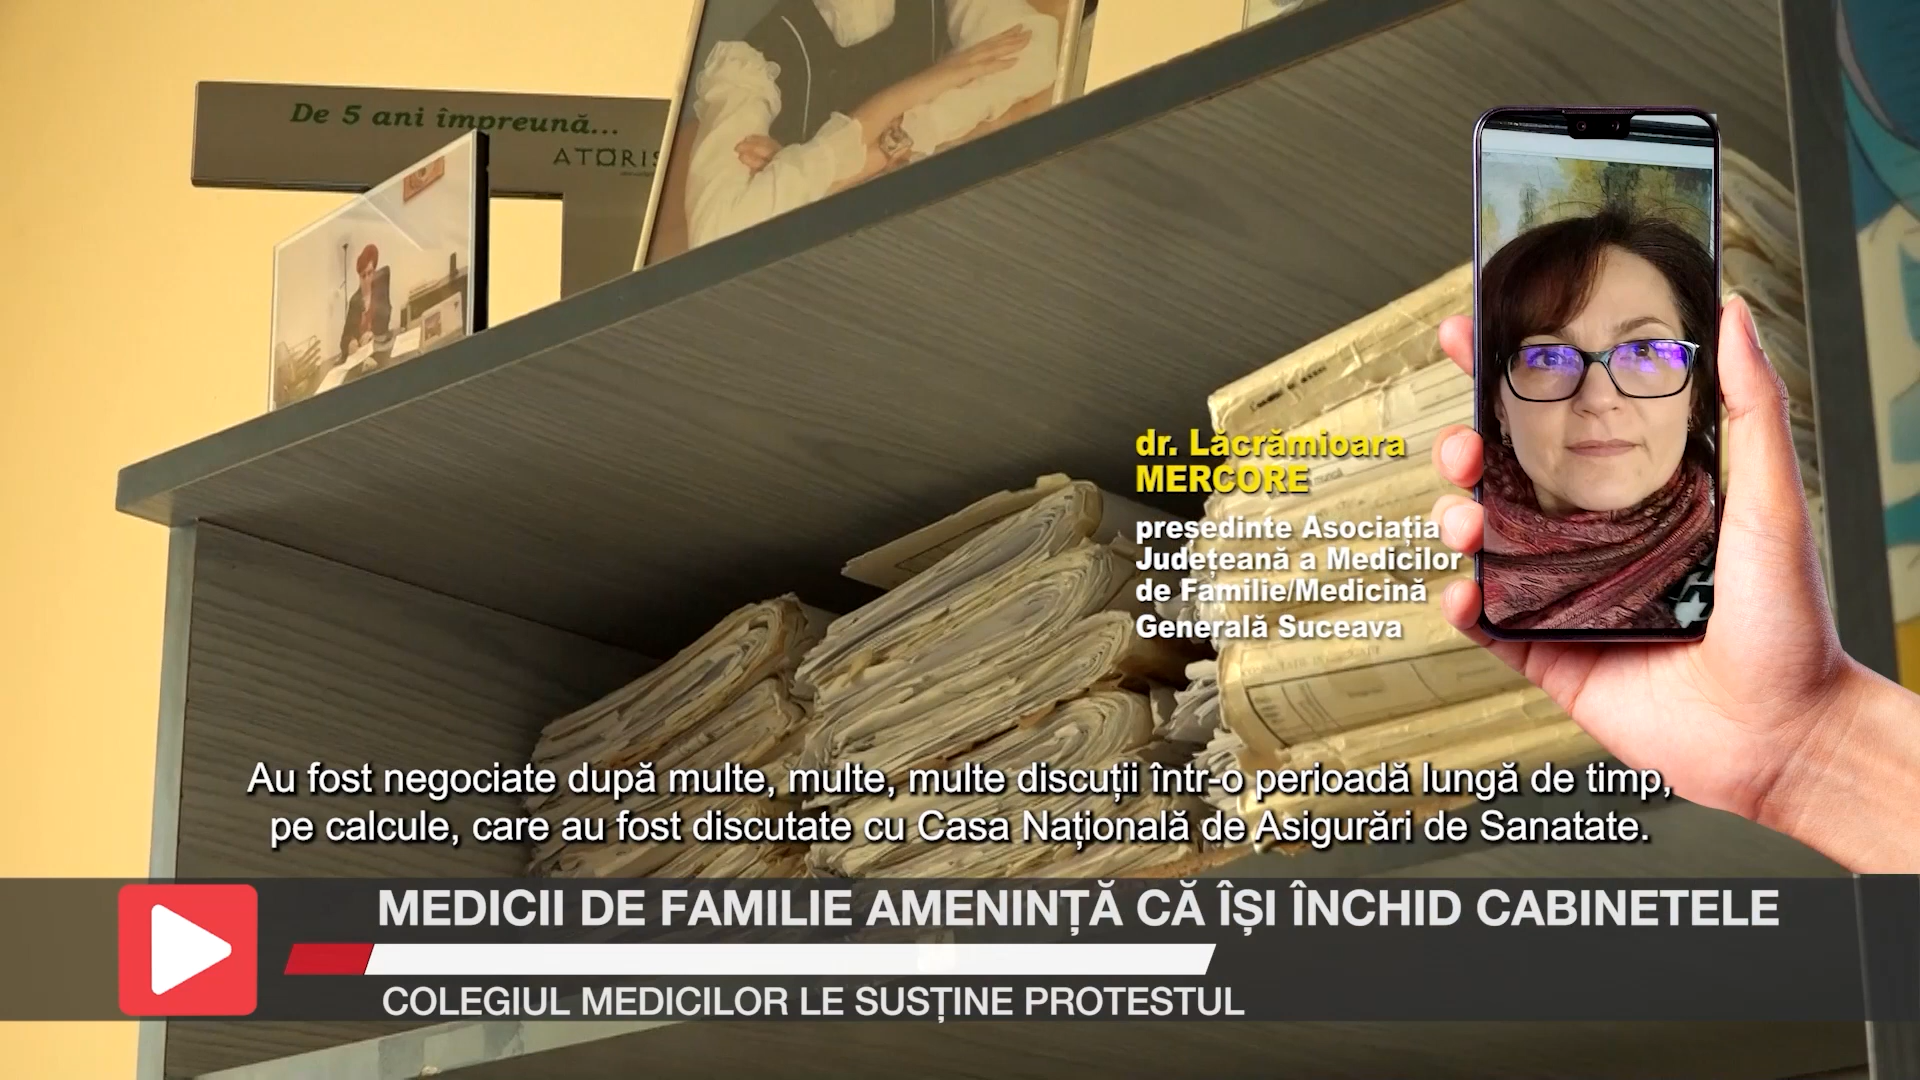 De 5 ani împreună...
ATORIS
dr. Lăcrămioara
MERCORE
președinte Asociația
Județeană a Medicilor
de Familie/Medicină
Generală Suceava
Au fost negociate după multe, multe, multe discuții într-o perioadă lungă de timp,
pe calcule, care au fost discutate cu Casa Națională de Asigurări de Sanatate.
MEDICII DE FAMILIE AMENINȚĂ CĂ ÎȘI ÎNCHID CABINETELE
COLEGIUL MEDICILOR LE SUSȚINE PROTESTUL